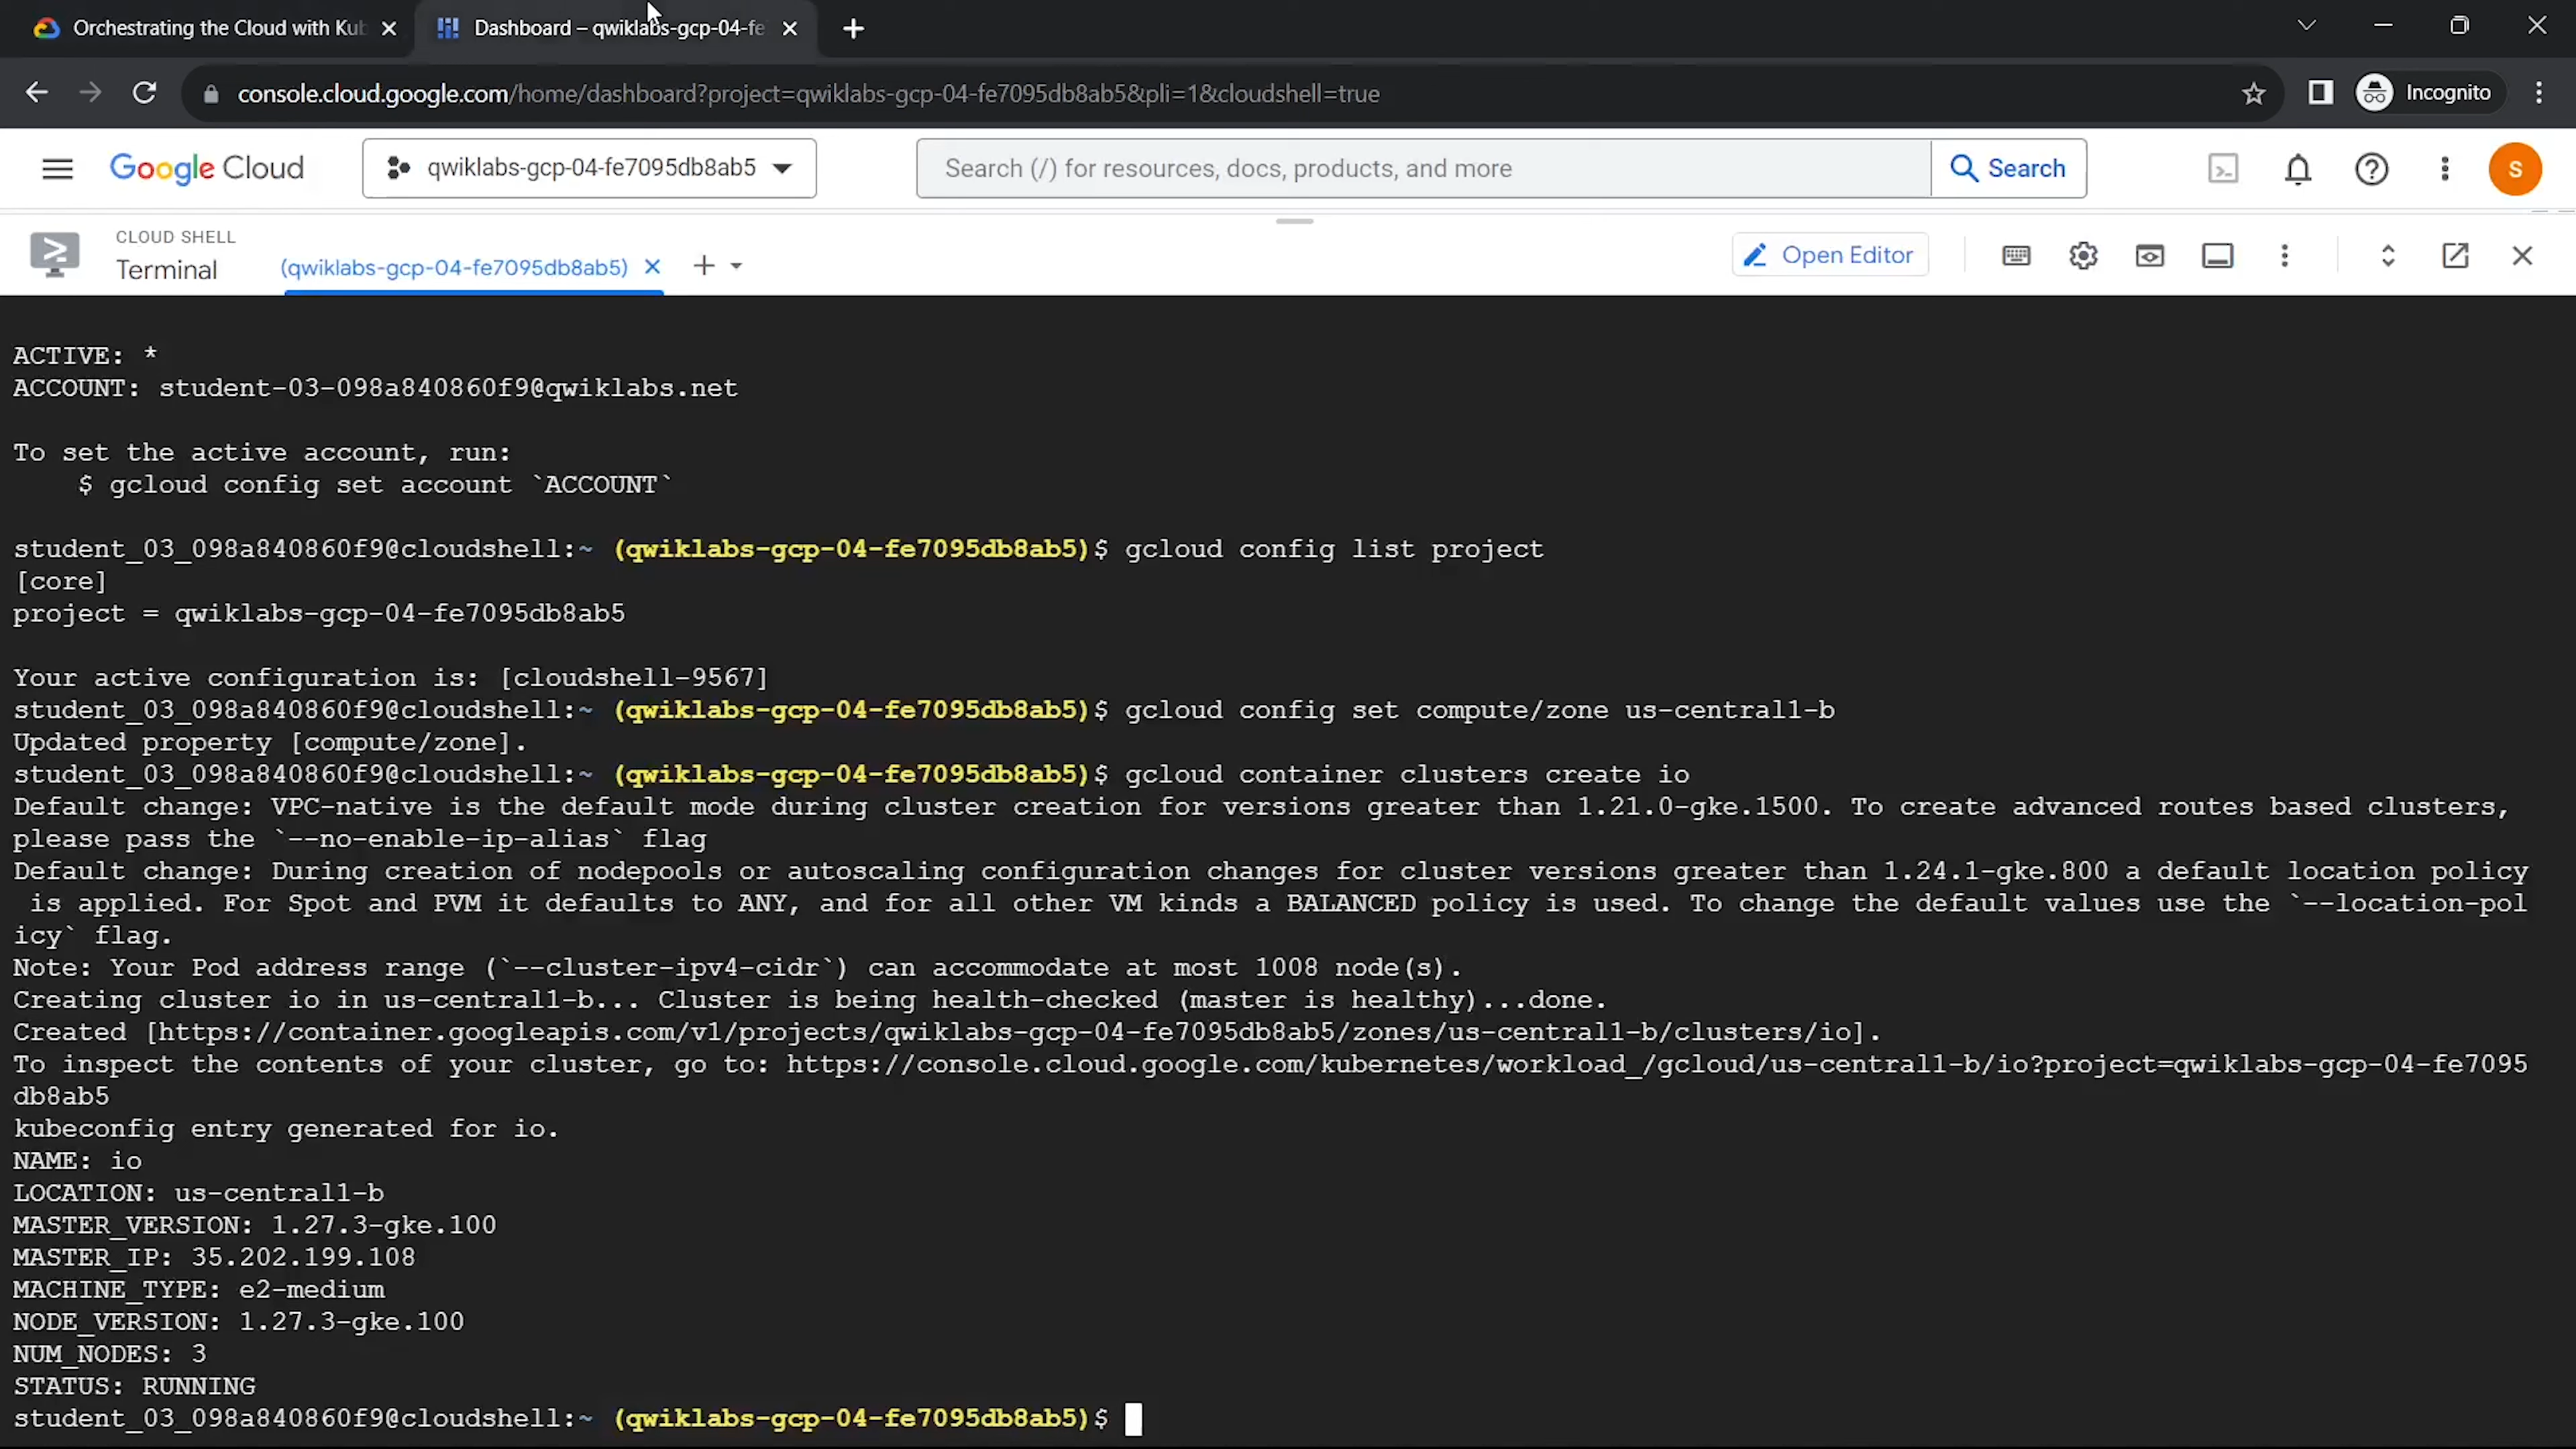 Orchestrating the Cloud with Kub
Dashboard – qwiklabs-gcp-04-fe
console.cloud.google.com/home/dashboard?project=qwiklabs-gcp-04-fe7095db8ab5&pli=1&cloudshell=true
Incognito
Google Cloud
qwiklabs-gcp-04-fe7095db8ab5
Search (/) for resources, docs, products, and more
Search
S
CLOUD SHELL
Terminal
(qwiklabs-gcp-04-fe7095db8ab5)
Open Editor
ACTIVE: *
ACCOUNT: student-03-098a840860f9@qwiklabs.net
To set the active account, run:
$ gcloud config set account `ACCOUNT`
student_03_098a840860f9@cloudshell:~ (qwiklabs-gcp-04-fe7095db8ab5)$ gcloud config list project
[core]
project = qwiklabs-gcp-04-fe7095db8ab5
Your active configuration is: [cloudshell-9567]
student_03_098a840860f9@cloudshell:~ (qwiklabs-gcp-04-fe7095db8ab5)$ gcloud config set compute/zone us-central1-b
Updated property [compute/zone].
student_03_098a840860f9@cloudshell:~ (qwiklabs-gcp-04-fe7095db8ab5)$ gcloud container clusters create io
Default change: VPC-native is the default mode during cluster creation for versions greater than 1.21.0-gke.1500. To create advanced routes based clusters,
please pass the `--no-enable-ip-alias` flag
Default change: During creation of nodepools or autoscaling configuration changes for cluster versions greater than 1.24.1-gke.800 a default location policy
is applied. For Spot and PVM it defaults to ANY, and for all other VM kinds a BALANCED policy is used. To change the default values use the `--location-pol
icy` flag.
Note: Your Pod address range (`--cluster-ipv4-cidr`) can accommodate at most 1008 node(s).
Creating cluster io in us-central1-b... Cluster is being health-checked (master is healthy)...done.
Created [https://container.googleapis.com/v1/projects/qwiklabs-gcp-04-fe7095db8ab5/zones/us-central1-b/clusters/io].
To inspect the contents of your cluster, go to: https://console.cloud.google.com/kubernetes/workload_/gcloud/us-central1-b/io?project=qwiklabs-gcp-04-fe7095
db8ab5
kubeconfig entry generated for io.
NAME: io
LOCATION: us-central1-b
MASTER_VERSION: 1.27.3-gke.100
MASTER_IP: 35.202.199.108
MACHINE_TYPE: e2-medium
NODE_VERSION: 1.27.3-gke.100
NUM_NODES: 3
STATUS: RUNNING
student_03_098a840860f9@cloudshell:~ (qwiklabs-gcp-04-fe7095db8ab5)$